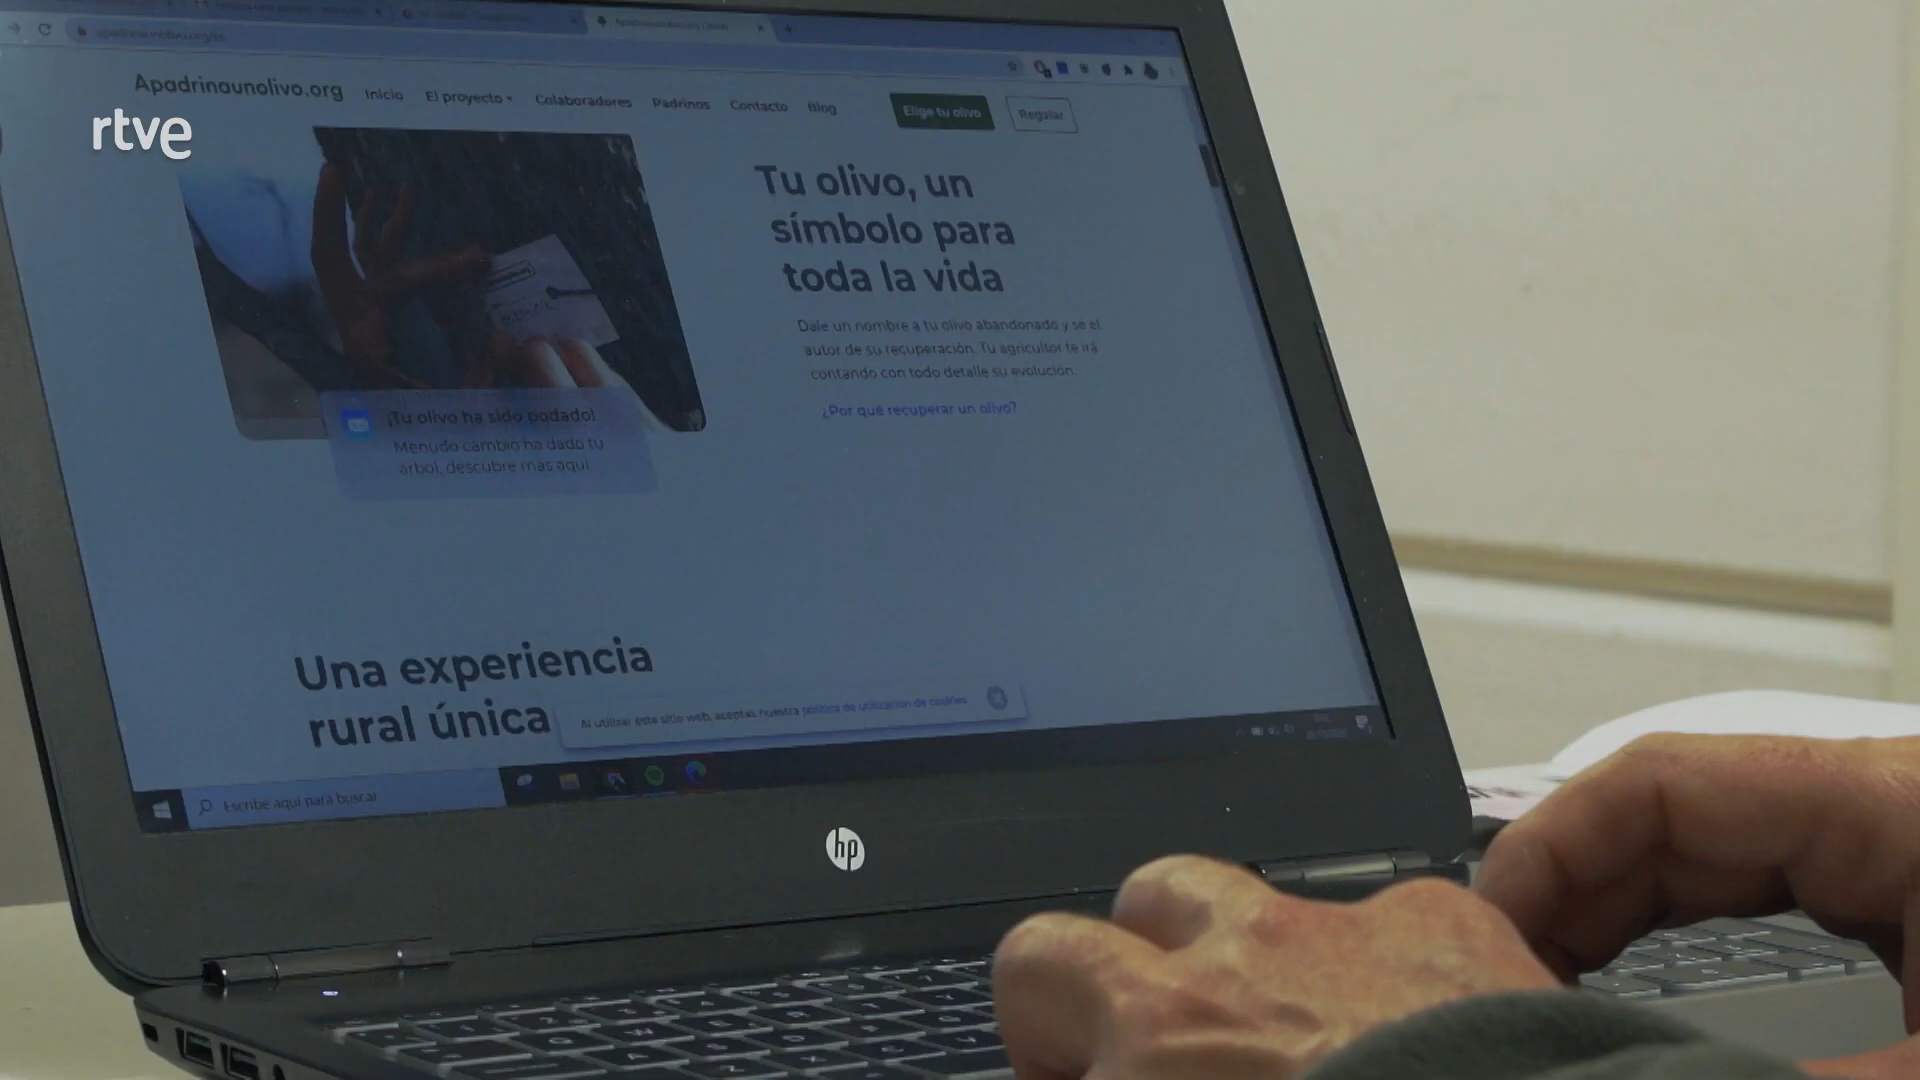 apadrinaunolivo.org/es
Apadrinaunolivo.org Inicio El proyecto Colaboradores Padrinos Contacto Blog Elige tu olivo Regalar
rtve
Tu olivo, un
símbolo para
toda la vida
Dale un nombre a tu olivo abandonado y sé el
autor de su recuperación. Tu agricultor te irá
contando con todo detalle su evolución.
¿Por qué recuperar un olivo?
¡Tu olivo ha sido podado!
Menudo cambio ha dado tu
árbol, descubre más aquí.
Una experiencia
rural única
Al utilizar este sitio web, aceptas nuestra política de utilización de cookies
Escribe aquí para buscar
hp